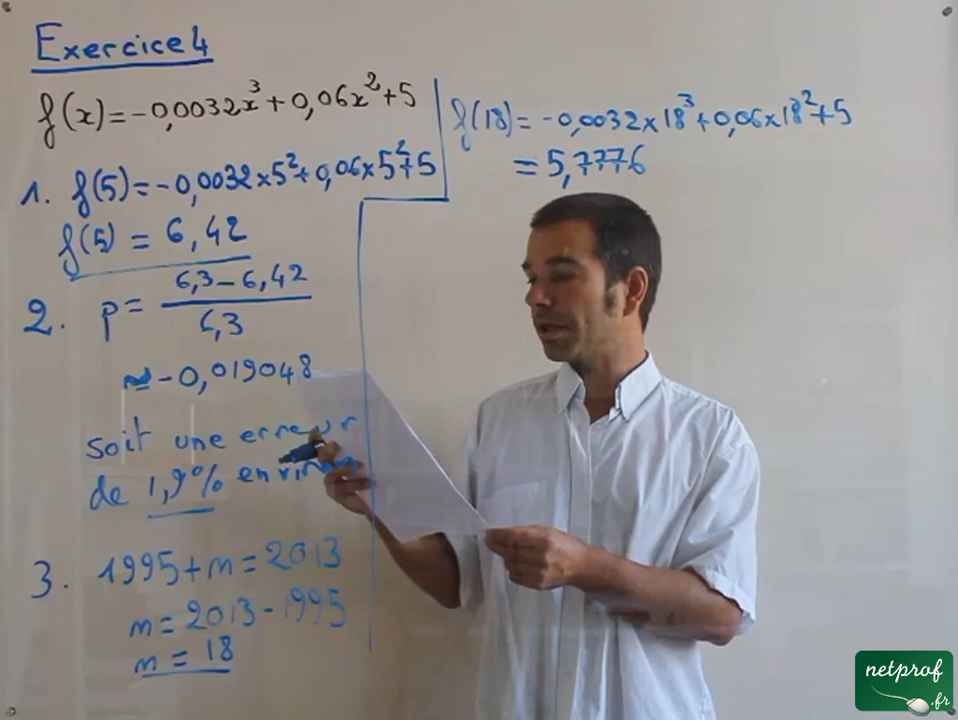 Exercice 4
f(x)=-0,0032x³+0,06x²+5
1. f(5)=-0,0032×5²+0,06×5²+5
f(5) = 6,42
2. p= (6,3-6,42)/6,3
≈-0,019048
soit une erreur
de 1,9% environ
3. 1995+n=2013
n=2013-1995
n=18
f(18)=-0,0032×18³+0,06×18²+5
=5,7776
netprof
.fr